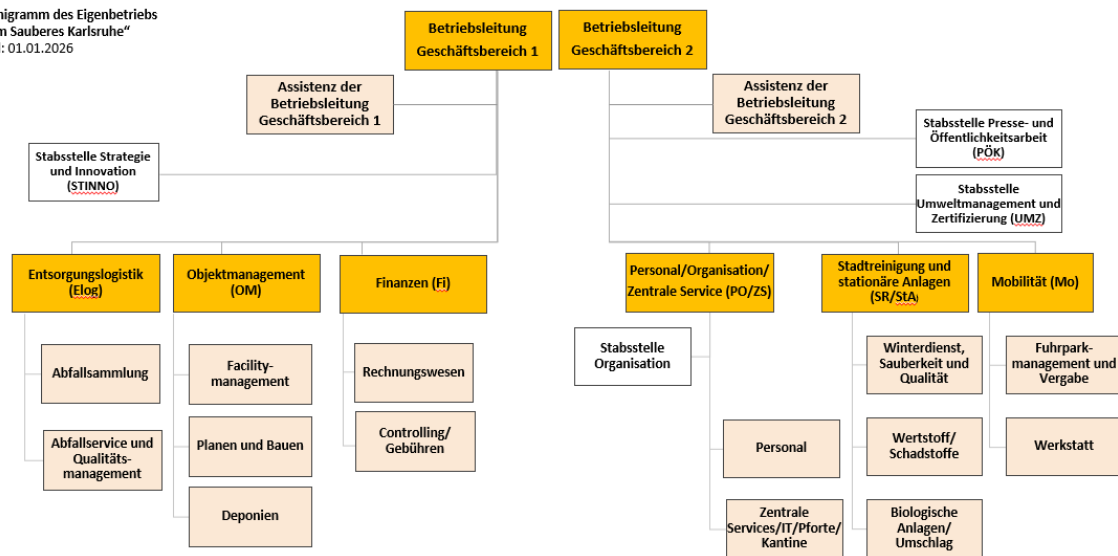 nigramm des Eigenbetriebs
m Sauberes Karlsruhe“
: 01.01.2026
Betriebsleitung
Geschäftsbereich 1
Betriebsleitung
Geschäftsbereich 2
Assistenz der
Betriebsleitung
Geschäftsbereich 1
Assistenz der
Betriebsleitung
Geschäftsbereich 2
Stabsstelle Presse- und
Öffentlichkeitsarbeit
(PÖK)
Stabsstelle Strategie
und Innovation
(STINNO)
Stabsstelle
Umweltmanagement und
Zertifizierung (UMZ)
Entsorgungslogistik
(Elog)
Objektmanagement
(OM)
Finanzen (Fi)
Personal/Organisation/
Zentrale Service (PO/ZS)
Stadtreinigung und
stationäre Anlagen
(SR/StA)
Mobilität (Mo)
Abfallsammlung
Abfallservice und
Qualitäts-
management
Facility-
management
Planen und Bauen
Deponien
Rechnungswesen
Controlling/
Gebühren
Stabsstelle
Organisation
Personal
Zentrale
Services/IT/Pforte/
Kantine
Winterdienst,
Sauberkeit und
Qualität
Wertstoff/
Schadstoffe
Biologische
Anlagen/
Umschlag
Fuhrpark-
management und
Vergabe
Werkstatt